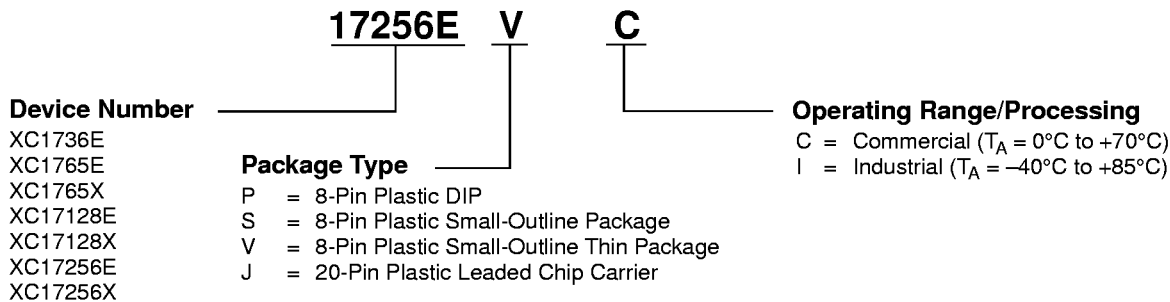 17256E V C
Device Number
XC1736E
XC1765E
XC1765X
XC17128E
XC17128X
XC17256E
XC17256X
Package Type
P = 8-Pin Plastic DIP
S = 8-Pin Plastic Small-Outline Package
V = 8-Pin Plastic Small-Outline Thin Package
J = 20-Pin Plastic Leaded Chip Carrier
Operating Range/Processing
C = Commercial (TA = 0°C to +70°C)
I = Industrial (TA = –40°C to +85°C)